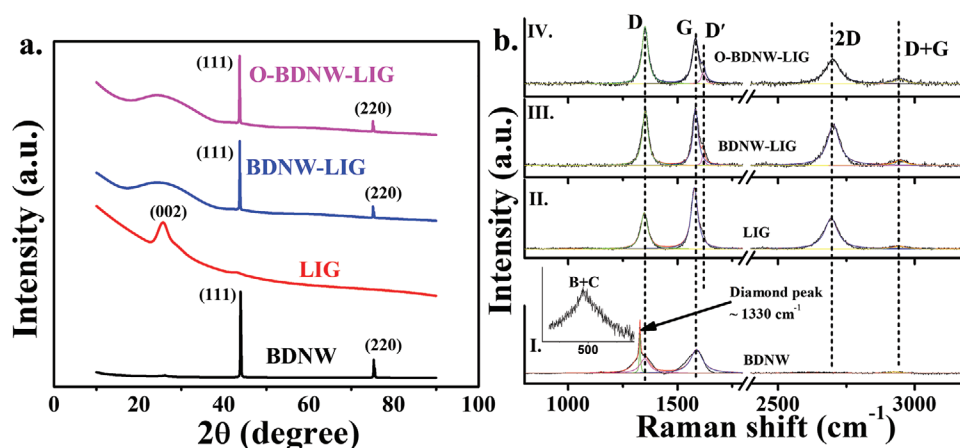 a.
(111)
O-BDNW-LIG
(220)
(111)
BDNW-LIG
(220)
(002)
LIG
(111)
BDNW
(220)
0 20 40 60 80 100
2θ (degree)
Intensity (a.u.)
b.
IV.
D
G
D′
2D
D+G
O-BDNW-LIG
III.
BDNW-LIG
II.
LIG
B+C
500
Diamond peak
~ 1330 cm⁻¹
I.
BDNW
1000 1500 2500 3000
Raman shift (cm⁻¹)
Intensity (a.u.)